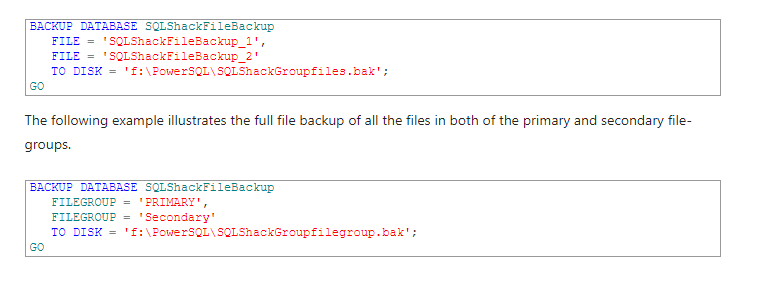 BACKUP DATABASE SQLShackFileBackup
FILE = 'SQLShackFileBackup_1',
FILE = 'SQLShackFileBackup_2'
TO DISK = 'f:\PowerSQL\SQLShackGroupfiles.bak';
GO
The following example illustrates the full file backup of all the files in both of the primary and secondary file-
groups.
BACKUP DATABASE SQLShackFileBackup
FILEGROUP = 'PRIMARY',
FILEGROUP = 'Secondary'
TO DISK = 'f:\PowerSQL\SQLShackGroupfilegroup.bak';
GO